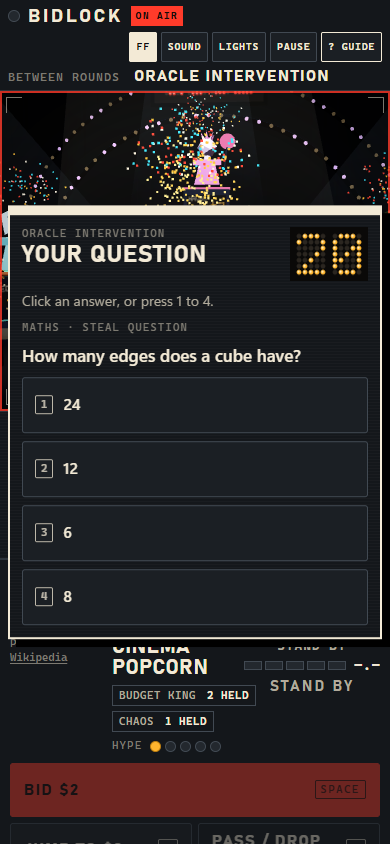 BIDLOCK ON AIR
FF SOUND LIGHTS PAUSE ? GUIDE
BETWEEN ROUNDS ORACLE INTERVENTION
ORACLE INTERVENTION
YOUR QUESTION
20
Click an answer, or press 1 to 4.
MATHS · STEAL QUESTION
How many edges does a cube have?
1 24
2 12
3 6
4 8
Wikipedia
CINEMA
POPCORN
STAND BY
-.-
STAND BY
BUDGET KING 2 HELD
CHAOS 1 HELD
HYPE
BID $2 SPACE
PASS / DROP